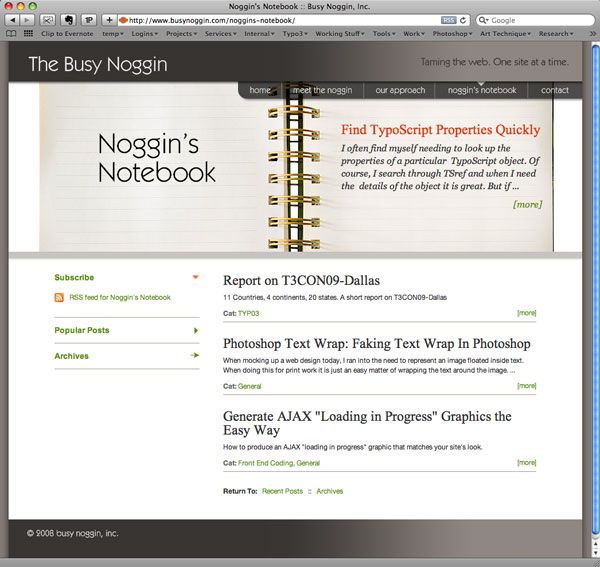 Noggin's Notebook :: Busy Noggin, Inc.
http://www.busynoggin.com/noggins-notebook/
RSS
Google
Clip to Evernote temp Logins Projects Services Internal Typo3 Working Stuff Tools Work Photoshop Art Technique Research
The Busy Noggin
Taming the web. One site at a time.
home meet the noggin our approach noggin's notebook contact
Noggin's
Notebook
Find TypoScript Properties Quickly
I often find myself needing to look up the
properties of a particular TypoScript object. Of
course, I search through TSref and when I need
the details of the object it is great. But if ...
[more]
Subscribe
RSS feed for Noggin's Notebook
Popular Posts
Archives
Report on T3CON09-Dallas
11 Countries, 4 continents, 20 states. A short report on T3CON09-Dallas
Cat: TYPO3
[more]
Photoshop Text Wrap: Faking Text Wrap In Photoshop
When mocking up a web design today, I ran into the need to represent an image floated inside text.
When doing this for print work it is just an easy matter of wrapping the text around the image. ...
Cat: General
[more]
Generate AJAX "Loading in Progress" Graphics the
Easy Way
How to produce an AJAX "loading in progress" graphic that matches your site's look.
Cat: Front End Coding, General
[more]
Return To: Recent Posts :: Archives
© 2008 busy noggin, inc.